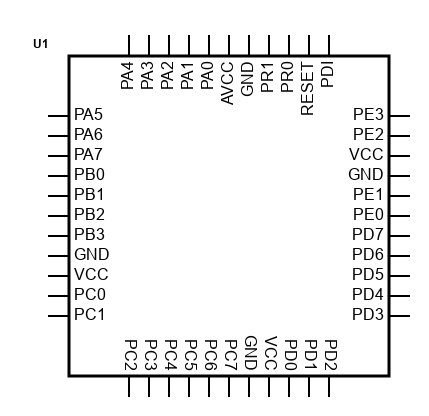 U1
PA4 PA3 PA2 PA1 PA0 AVCC GND PR1 PR0 RESET PDI
PA5 PE3
PA6 PE2
PA7 VCC
PB0 GND
PB1 PE1
PB2 PE0
PB3 PD7
GND PD6
VCC PD5
PC0 PD4
PC1 PD3
PC2 PC3 PC4 PC5 PC6 PC7 GND VCC PD0 PD1 PD2